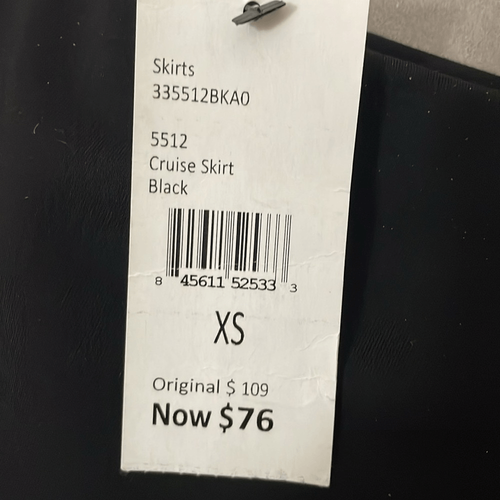 Skirts
335512BKA0
5512
Cruise Skirt
Black
8 45611 52533 3
XS
Original $ 109
Now $76